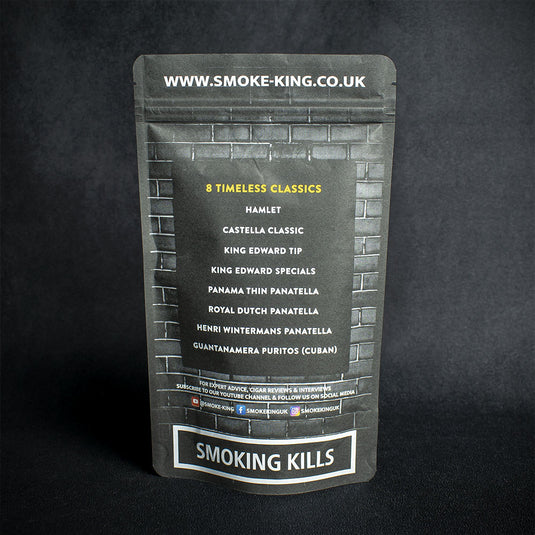 WWW.SMOKE-KING.CO.UK
8 TIMELESS CLASSICS
HAMLET
CASTELLA CLASSIC
KING EDWARD TIP
KING EDWARD SPECIALS
PANAMA THIN PANATELLA
ROYAL DUTCH PANATELLA
HENRI WINTERMANS PANATELLA
GUANTANAMERA PURITOS (CUBAN)
FOR EXPERT ADVICE, CIGAR REVIEWS & INTERVIEWS
SUBSCRIBE TO OUR YOUTUBE CHANNEL & FOLLOW US ON SOCIAL MEDIA
@SMOKE-KING SMOKEKINGUK SMOKEKINGUK
SMOKING KILLS